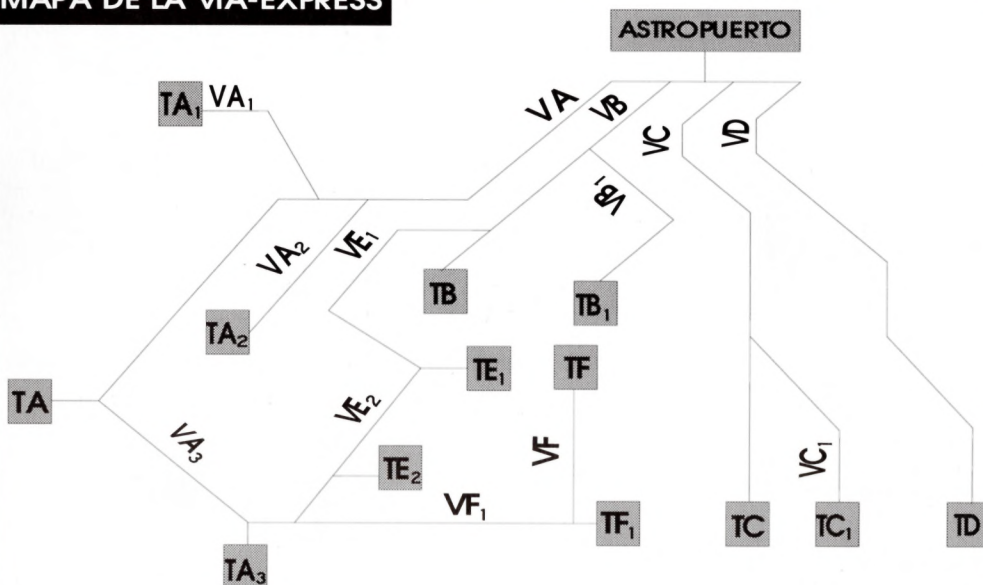 MAPA DE LA VIA-EXPRESS
ASTROPUERTO
TA₁
VA₁
VA
VB
VC
VD
VB₁
VA₂
VE₁
TB
TB₁
TA₂
TE₁
TF
TA
VE₂
VA₃
TE₂
VF
VC₁
VF₁
TF₁
TC
TC₁
TD
TA₃